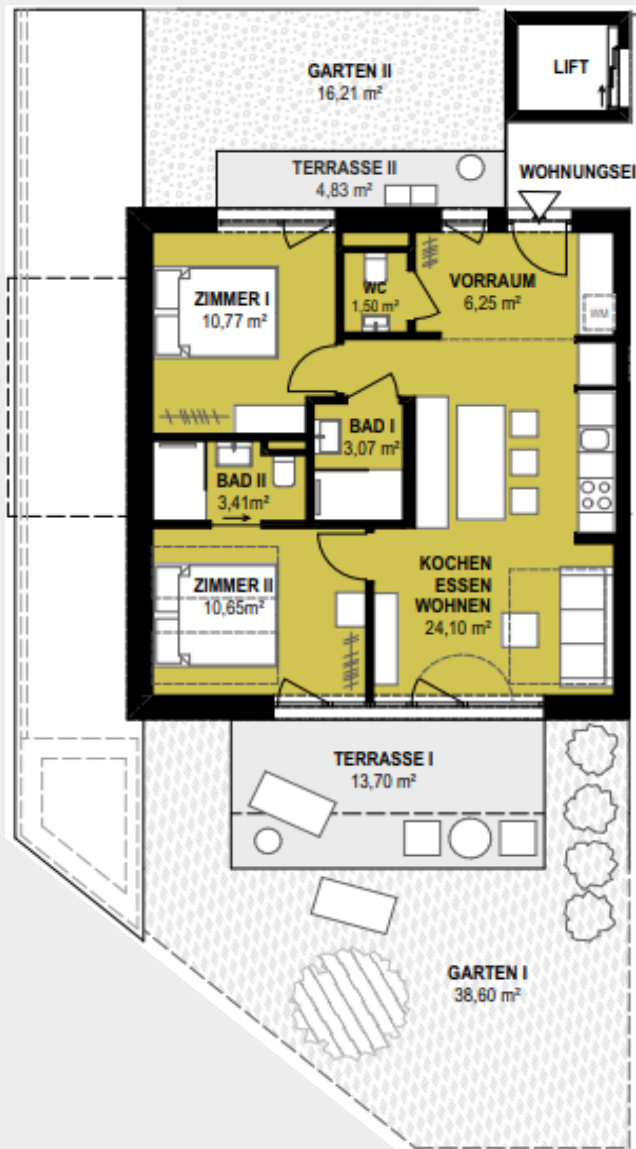 GARTEN II
16,21 m²
LIFT
TERRASSE II
4,83 m²
WOHNUNGSEI
ZIMMER I
10,77 m²
WC
1,50 m²
VORRAUM
6,25 m²
WM
BAD I
3,07 m²
BAD II
3,41m²
ZIMMER II
10,65m²
KOCHEN
ESSEN
WOHNEN
24,10 m²
TERRASSE I
13,70 m²
GARTEN I
38,60 m²